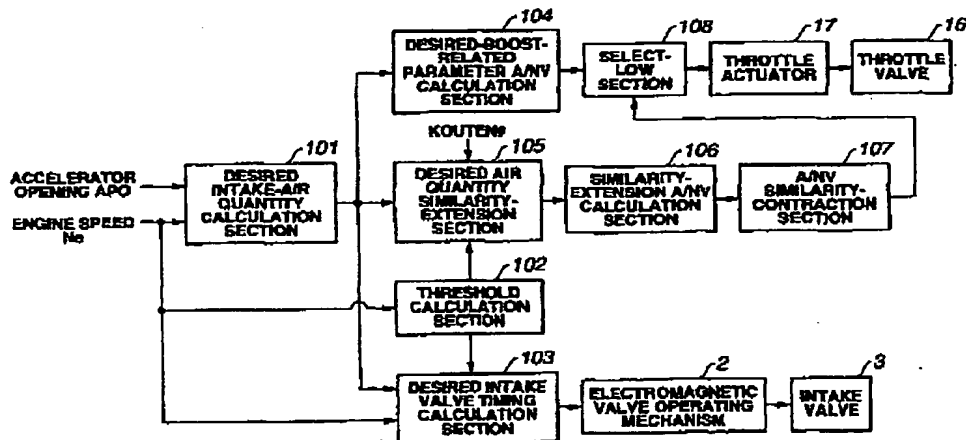 104
DESIRED-BOOST-
RELATED
PARAMETER A/NV
CALCULATION
SECTION
108
SELECT-
LOW
SECTION
17
THROTTLE
ACTUATOR
16
THROTTLE
VALVE
ACCELERATOR
OPENING APO
ENGINE SPEED
Ne
101
DESIRED
INTAKE-AIR
QUANTITY
CALCULATION
SECTION
KOUTEN#
105
DESIRED AIR
QUANTITY
SIMILARITY-
EXTENSION
SECTION
106
SIMILARITY-
EXTENSION A/NV
CALCULATION
SECTION
107
A/NV
SIMILARITY-
CONTRACTION
SECTION
102
THRESHOLD
CALCULATION
SECTION
103
DESIRED INTAKE
VALVE TIMING
CALCULATION
SECTION
2
ELECTROMAGNETIC
VALVE OPERATING
MECHANISM
3
INTAKE
VALVE